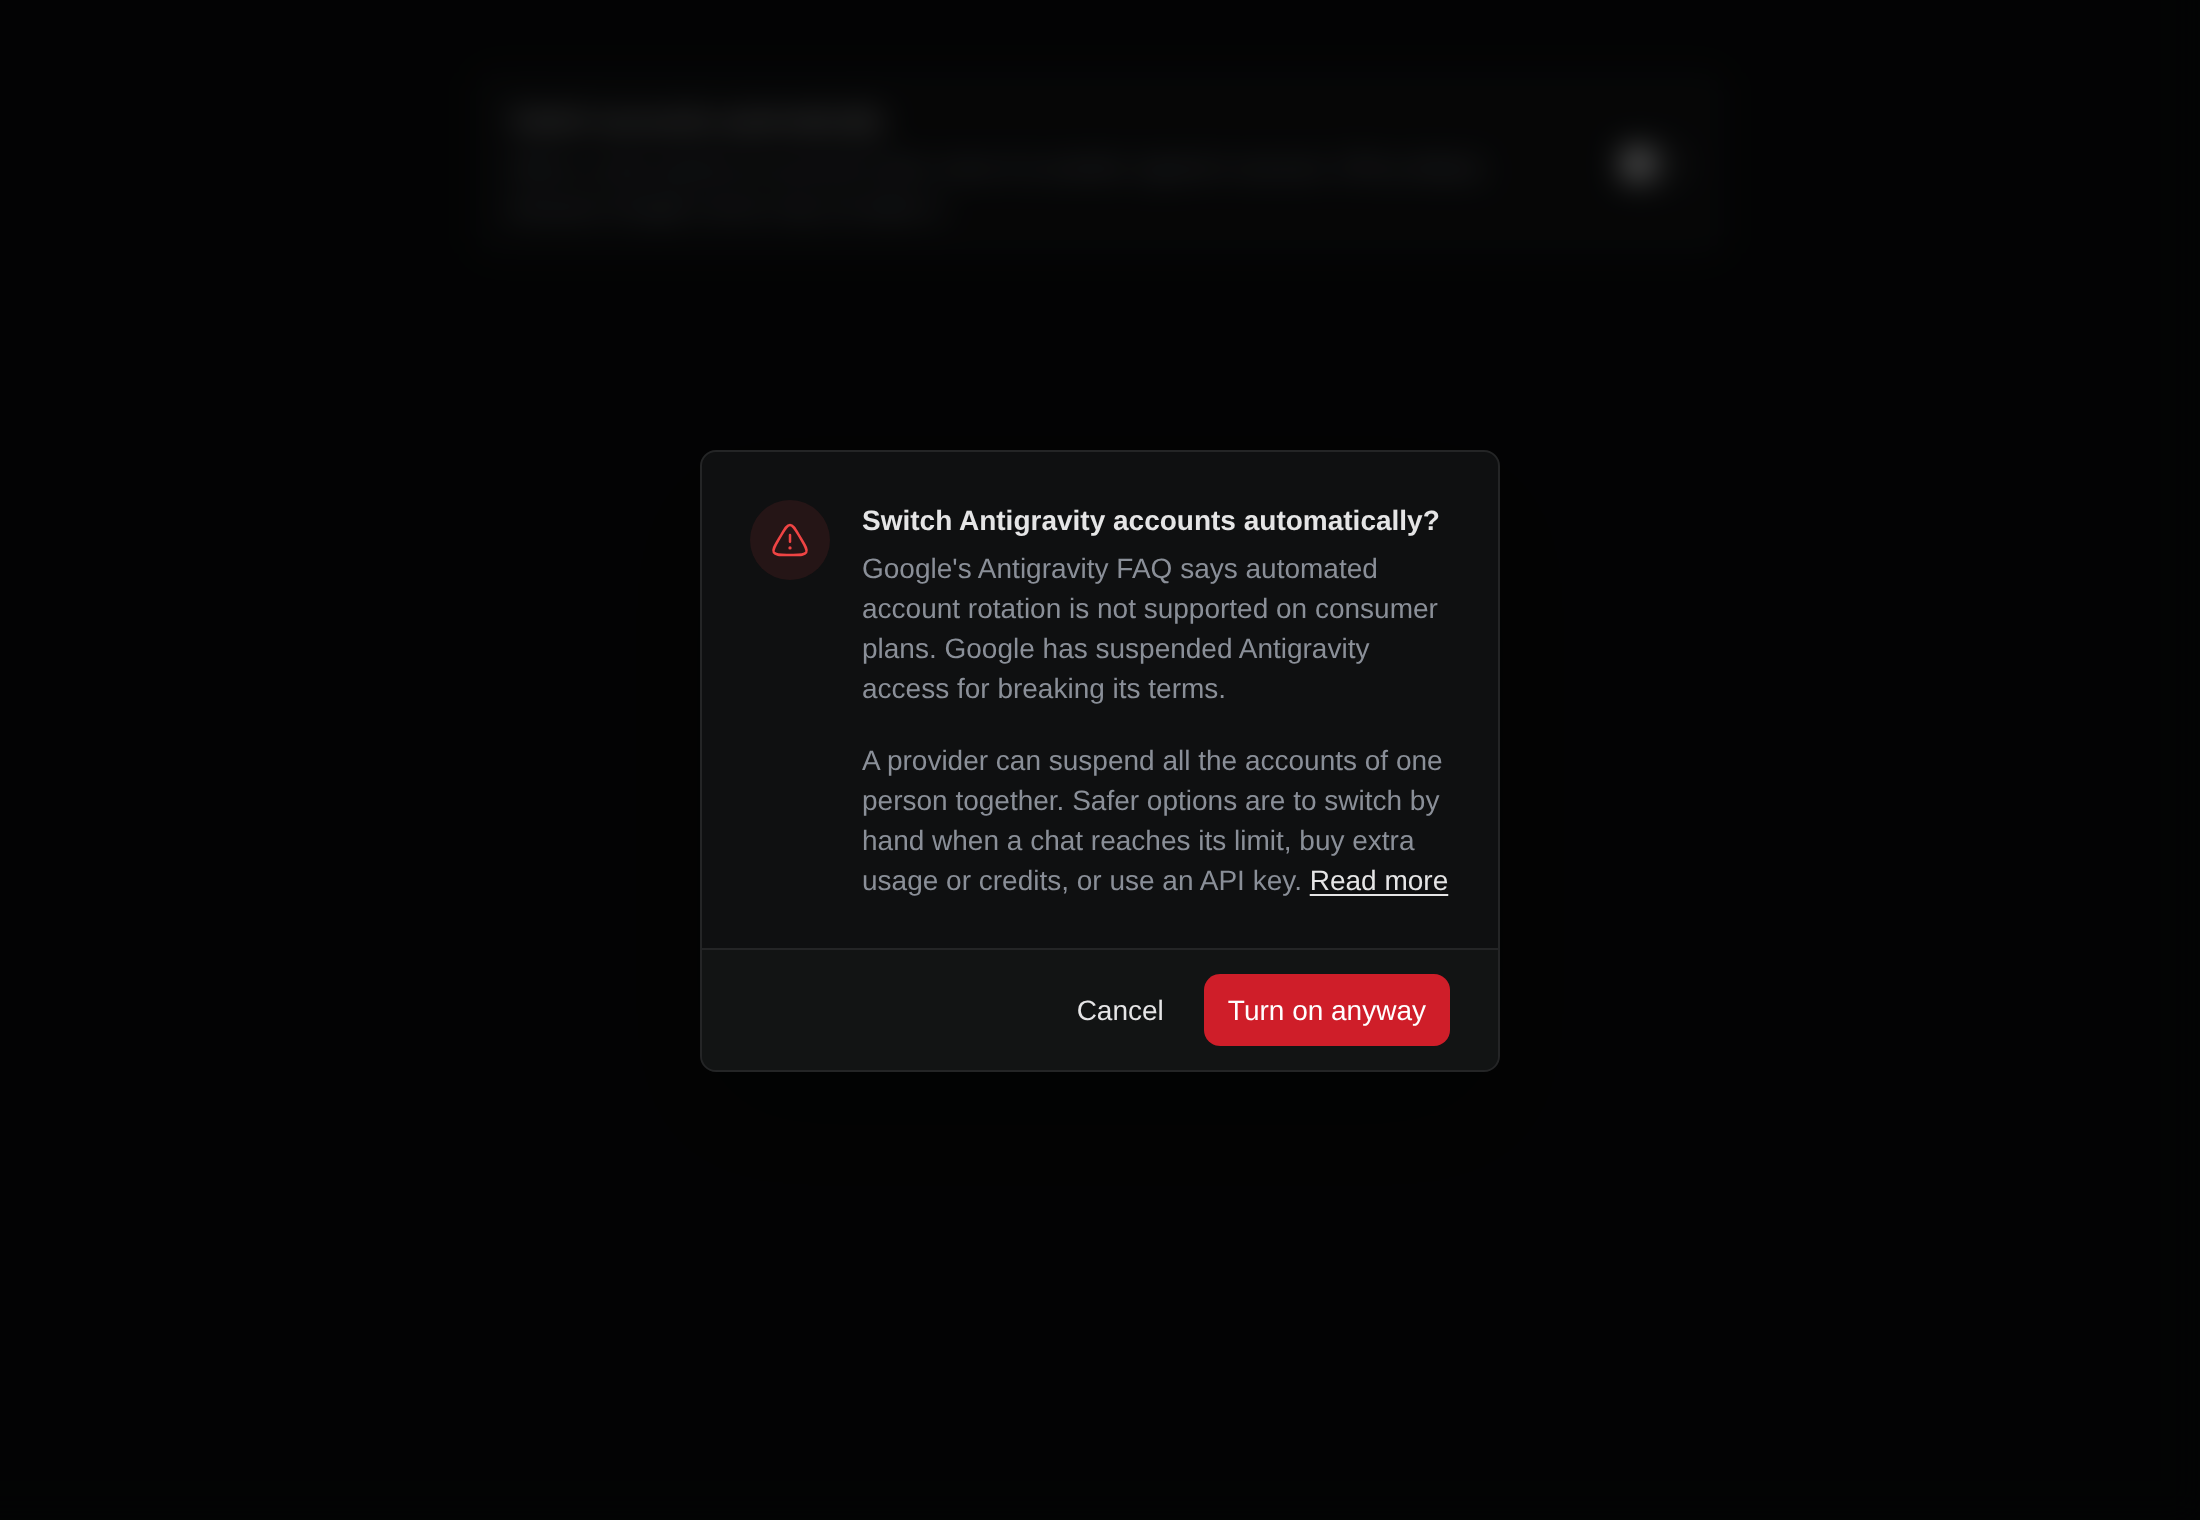 Switch Antigravity accounts automatically?
Google's Antigravity FAQ says automated
account rotation is not supported on consumer
plans. Google has suspended Antigravity
access for breaking its terms.
A provider can suspend all the accounts of one
person together. Safer options are to switch by
hand when a chat reaches its limit, buy extra
usage or credits, or use an API key. Read more
Cancel
Turn on anyway